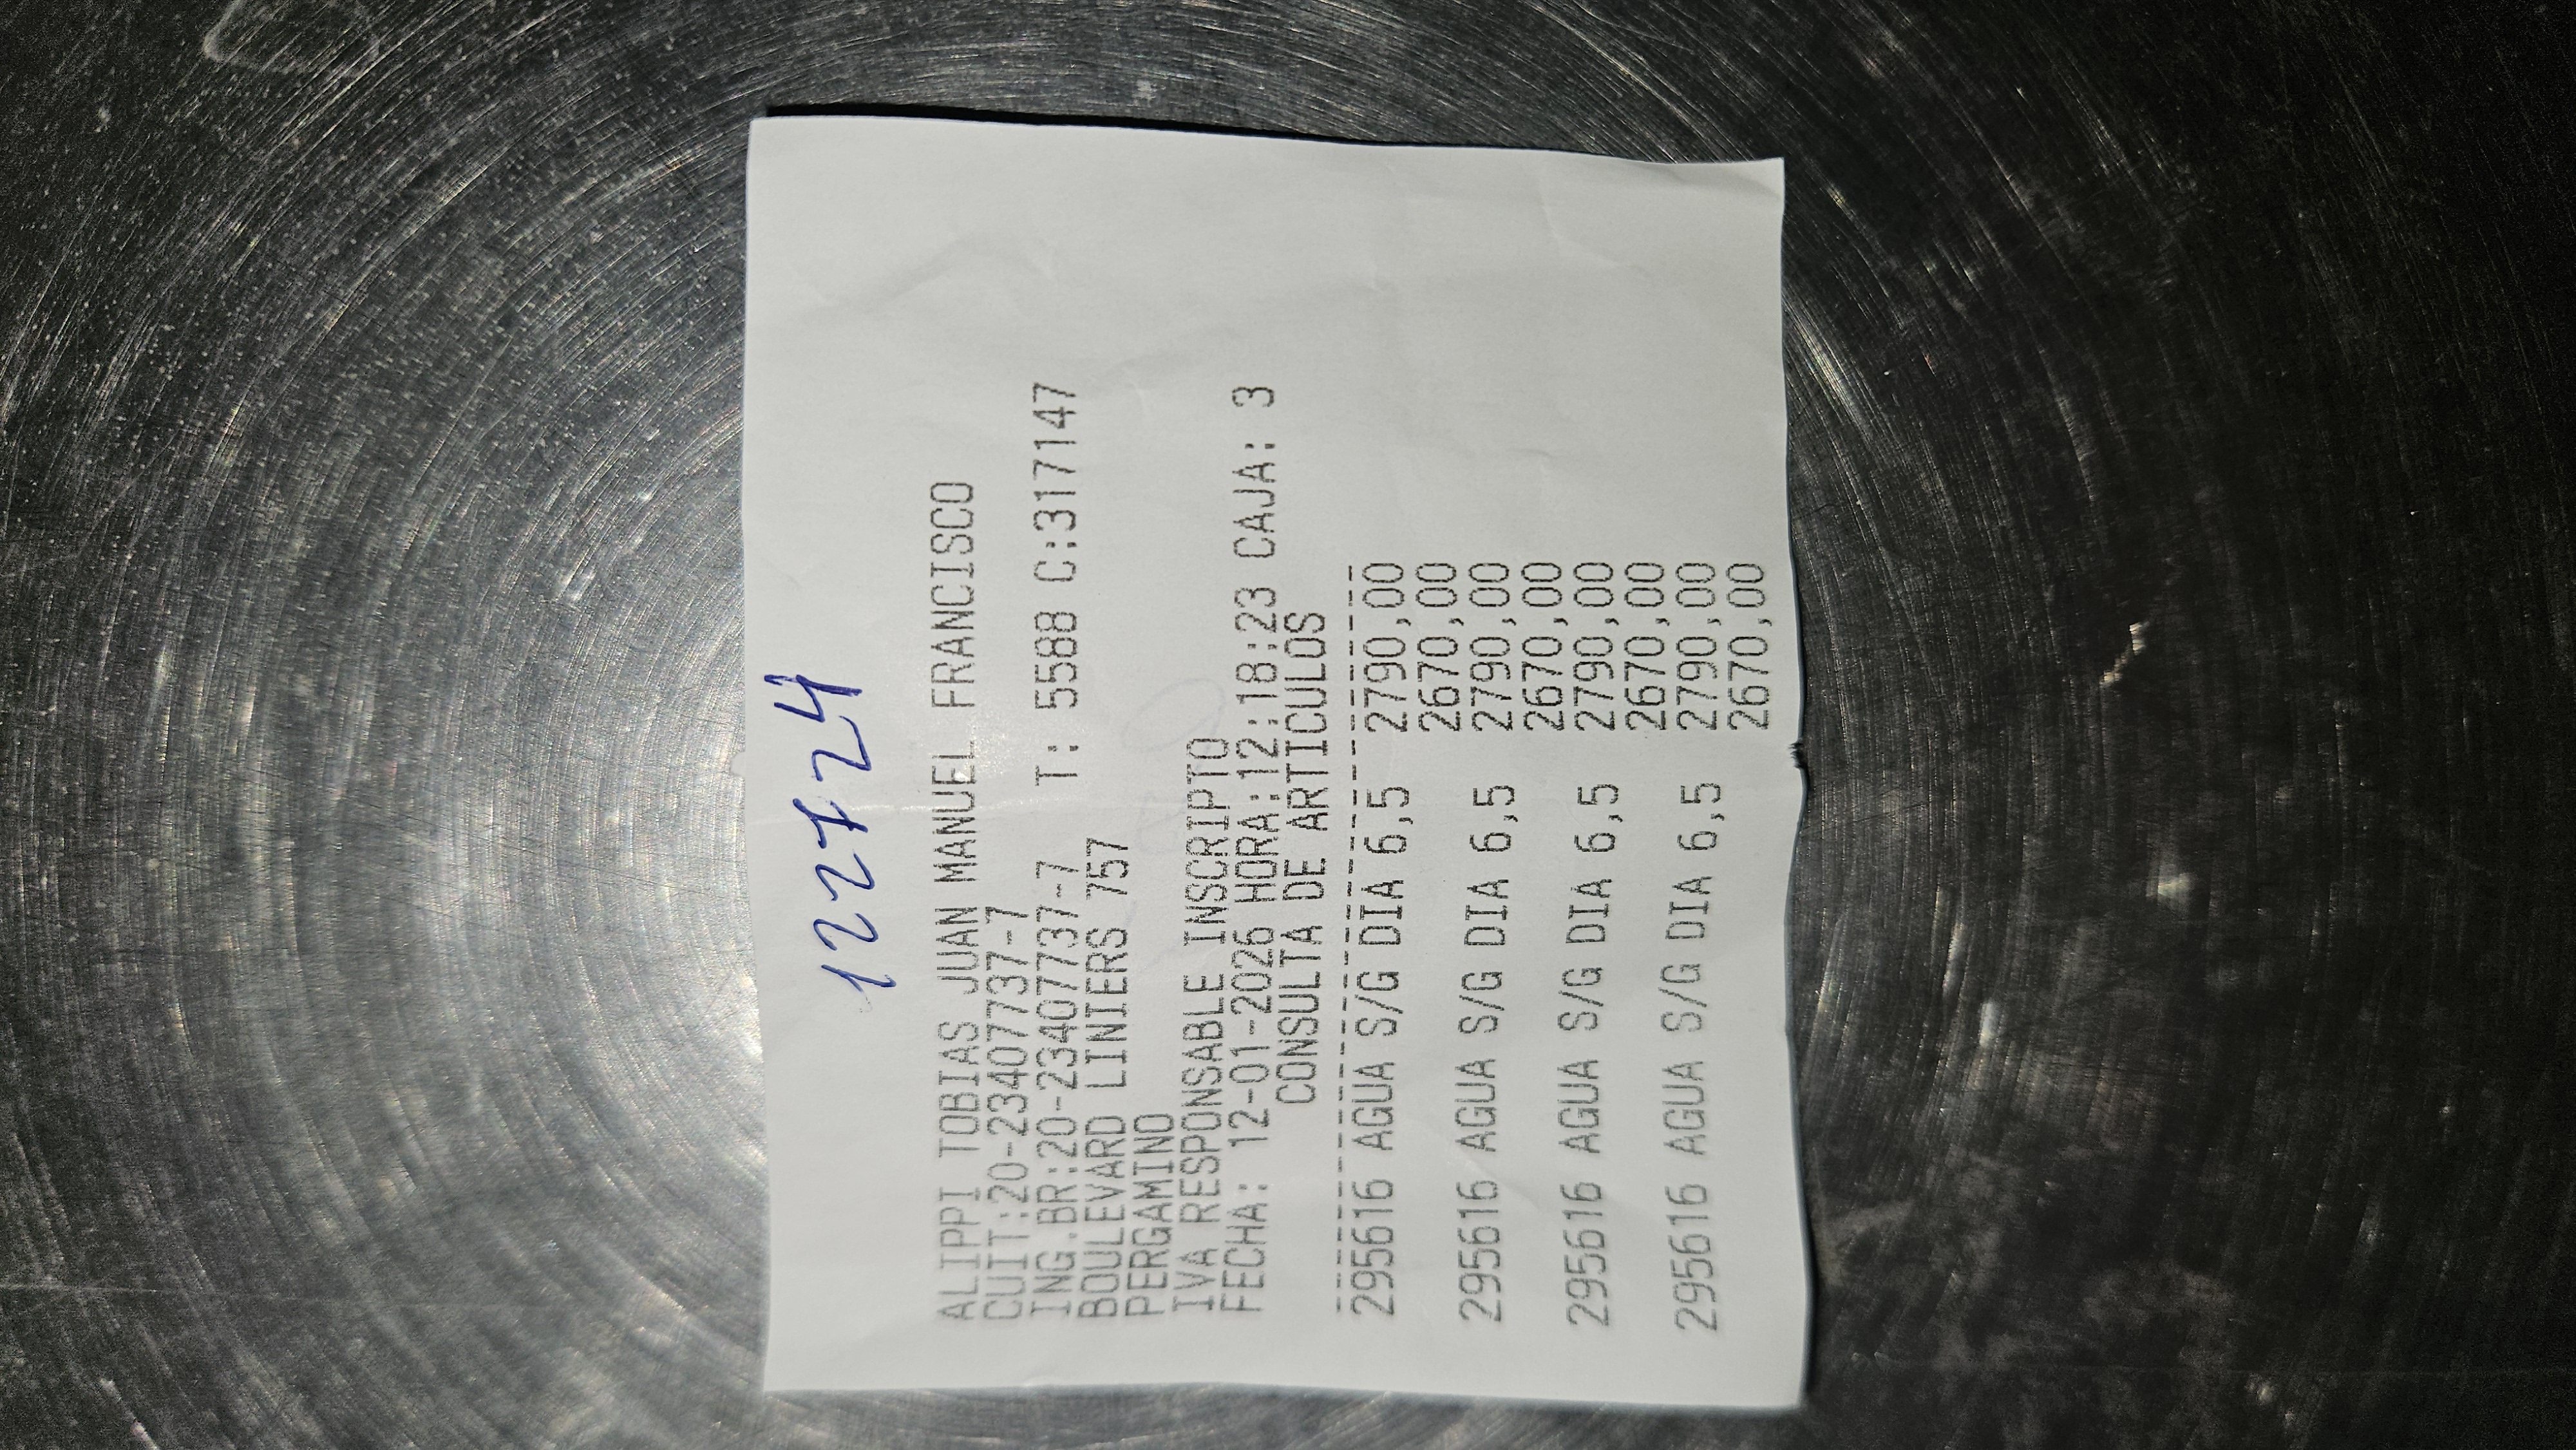 122724
ALIPPI TOBIAS JUAN MANUEL FRANCISCO
CUIT:20-23407737-7
ING.BR:20-23407737-7 T: 5588 C:317147
BOULEVARD LINIERS 757
PERGAMINO
IVA RESPONSABLE INSCRIPTO
FECHA: 12-01-2026 HORA:12:18:23 CAJA: 3
CONSULTA DE ARTICULOS
--------------------------------
295616 AGUA S/G DIA 6,5 2790,00
2670,00
295616 AGUA S/G DIA 6,5 2790,00
2670,00
295616 AGUA S/G DIA 6,5 2790,00
2670,00
295616 AGUA S/G DIA 6,5 2790,00
2670,00